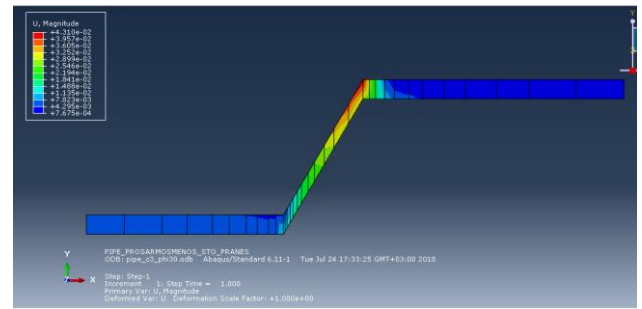 U, Magnitude
+4.310e-02
+3.957e-02
+3.605e-02
+3.252e-02
+2.899e-02
+2.546e-02
+2.194e-02
+1.841e-02
+1.488e-02
+1.135e-02
+7.823e-03
+4.295e-03
+7.675e-04
Y
Y
X
PIPE_PROSARMOSMENOS_STO_PRANES
ODB: pipe_c3_phi30.odb Abaqus/Standard 6.11-1 Tue Jul 24 17:33:25 GMT+03:00 2018
Step: Step-1
Increment 1: Step Time = 1.000
Primary Var: U, Magnitude
Deformed Var: U Deformation Scale Factor: +1.000e+00